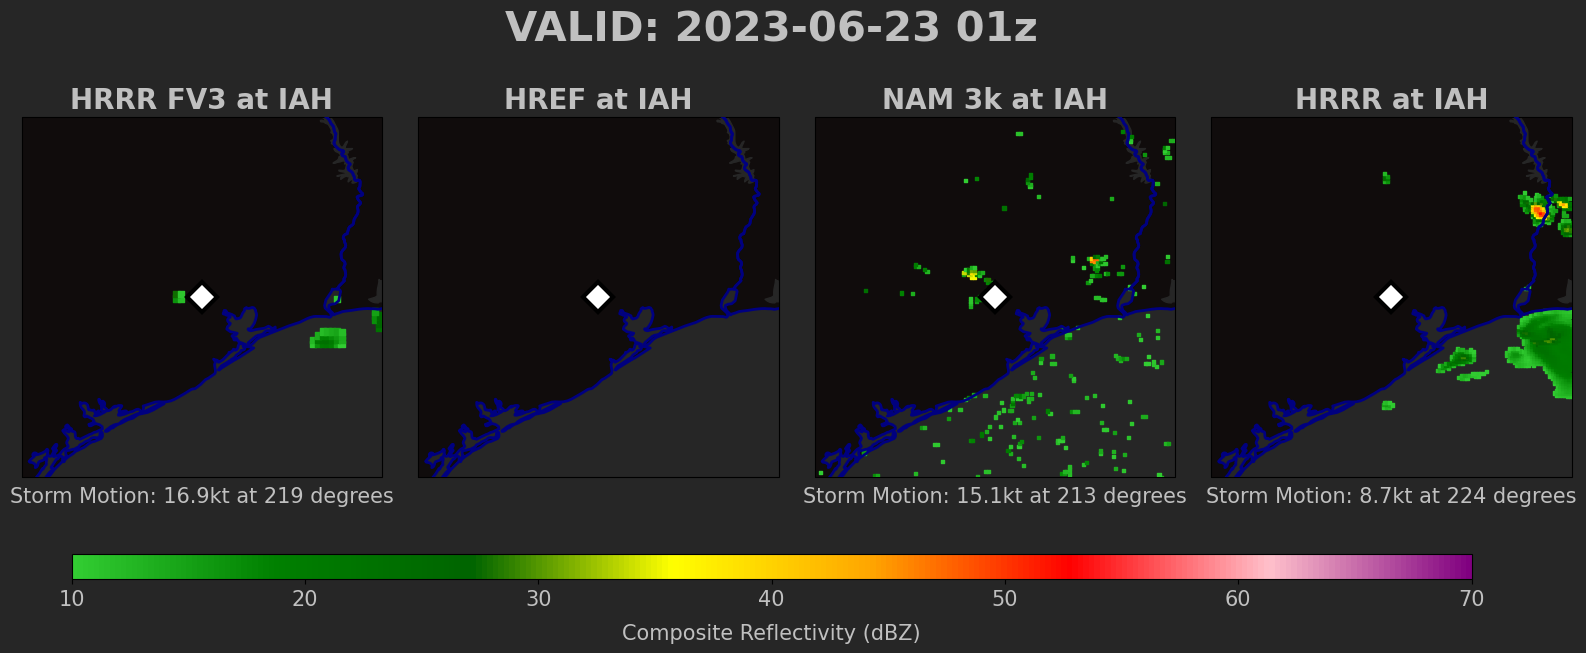 VALID: 2023-06-23 01z
HRRR FV3 at IAH
HREF at IAH
NAM 3k at IAH
HRRR at IAH
Storm Motion: 16.9kt at 219 degrees
Storm Motion: 15.1kt at 213 degrees
Storm Motion: 8.7kt at 224 degrees
10 20 30 40 50 60 70
Composite Reflectivity (dBZ)